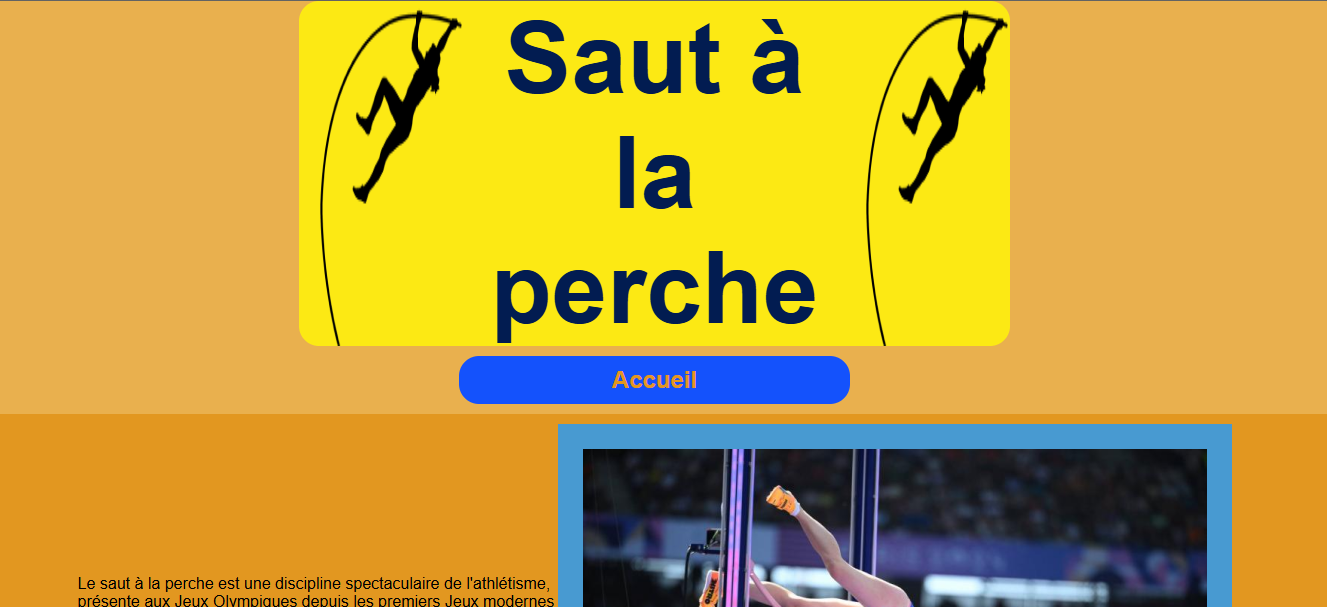 Saut à
la
perche
Accueil
Le saut à la perche est une discipline spectaculaire de l'athlétisme,
présente aux Jeux Olympiques depuis les premiers Jeux modernes